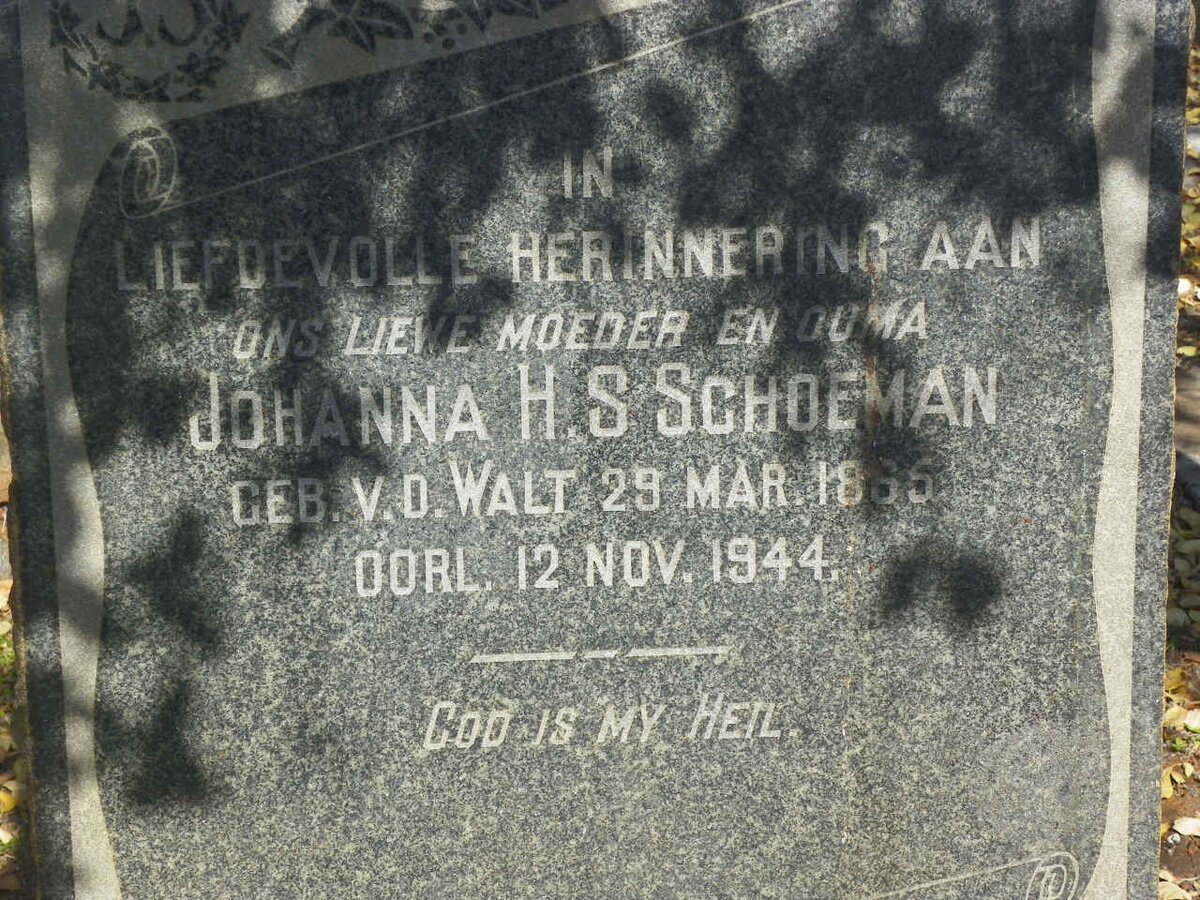 IN
LIEFDEVOLLE HERINNERING AAN
ONS LIEWE MOEDER EN OUMA
JOHANNA H.S SCHOEMAN
GEB. V.D. WALT 29 MAR. 1865
OORL. 12 NOV. 1944.
GOD IS MY HEIL.